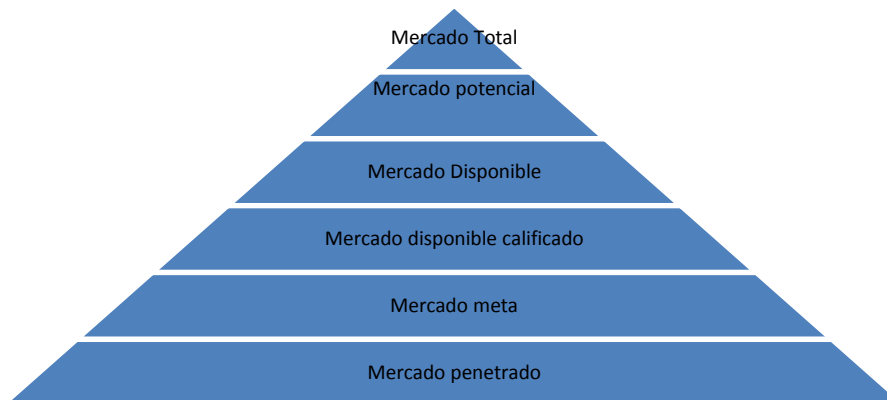 Mercado Total
Mercado potencial
Mercado Disponible
Mercado disponible calificado
Mercado meta
Mercado penetrado